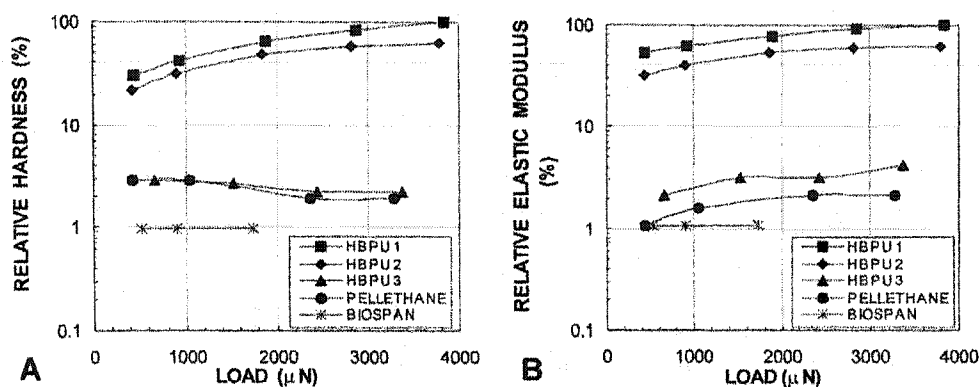 RELATIVE HARDNESS (%)
100
10
1
0.1
0
1000
2000
3000
4000
LOAD (μN)
HBPU1
HBPU2
HBPU3
PELLETHANE
BIOSPAN
A
RELATIVE ELASTIC MODULUS
(%)
100
10
1
0.1
0
1000
2000
3000
4000
LOAD (μN)
HBPU1
HBPU2
HBPU3
PELLETHANE
BIOSPAN
B